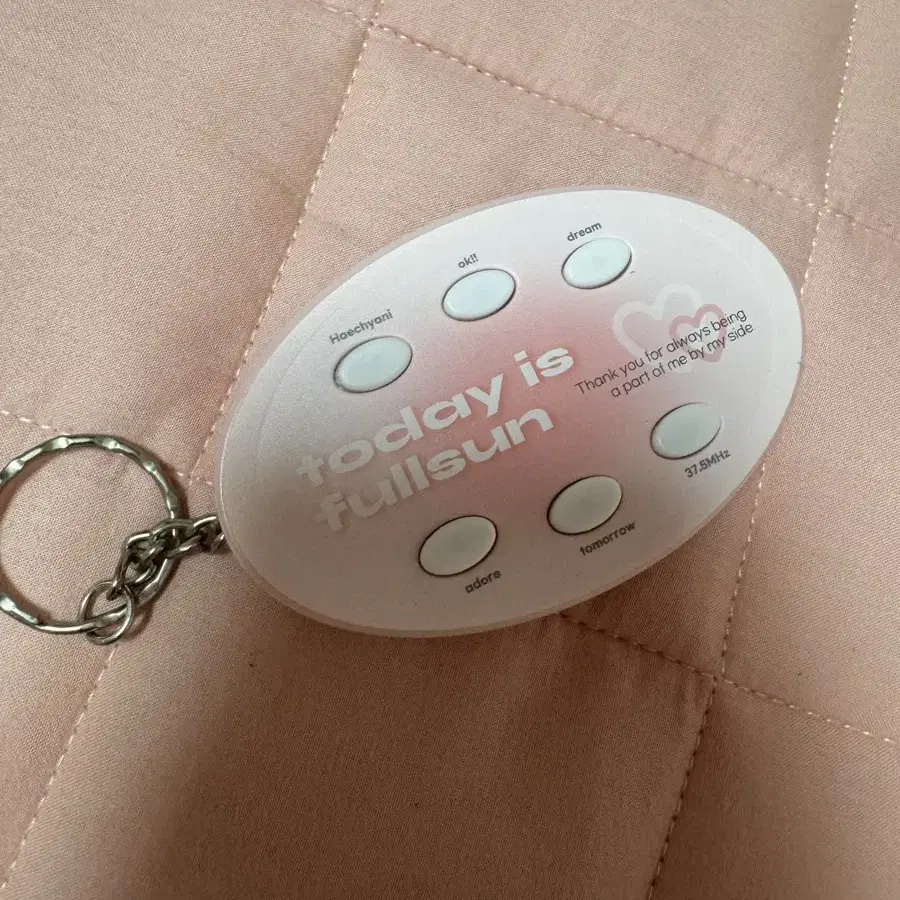 Haechyani
ok!!
dream
today is
fullsun
Thank you for always being
a part of me by my side
adore
tomorrow
37.5MHz